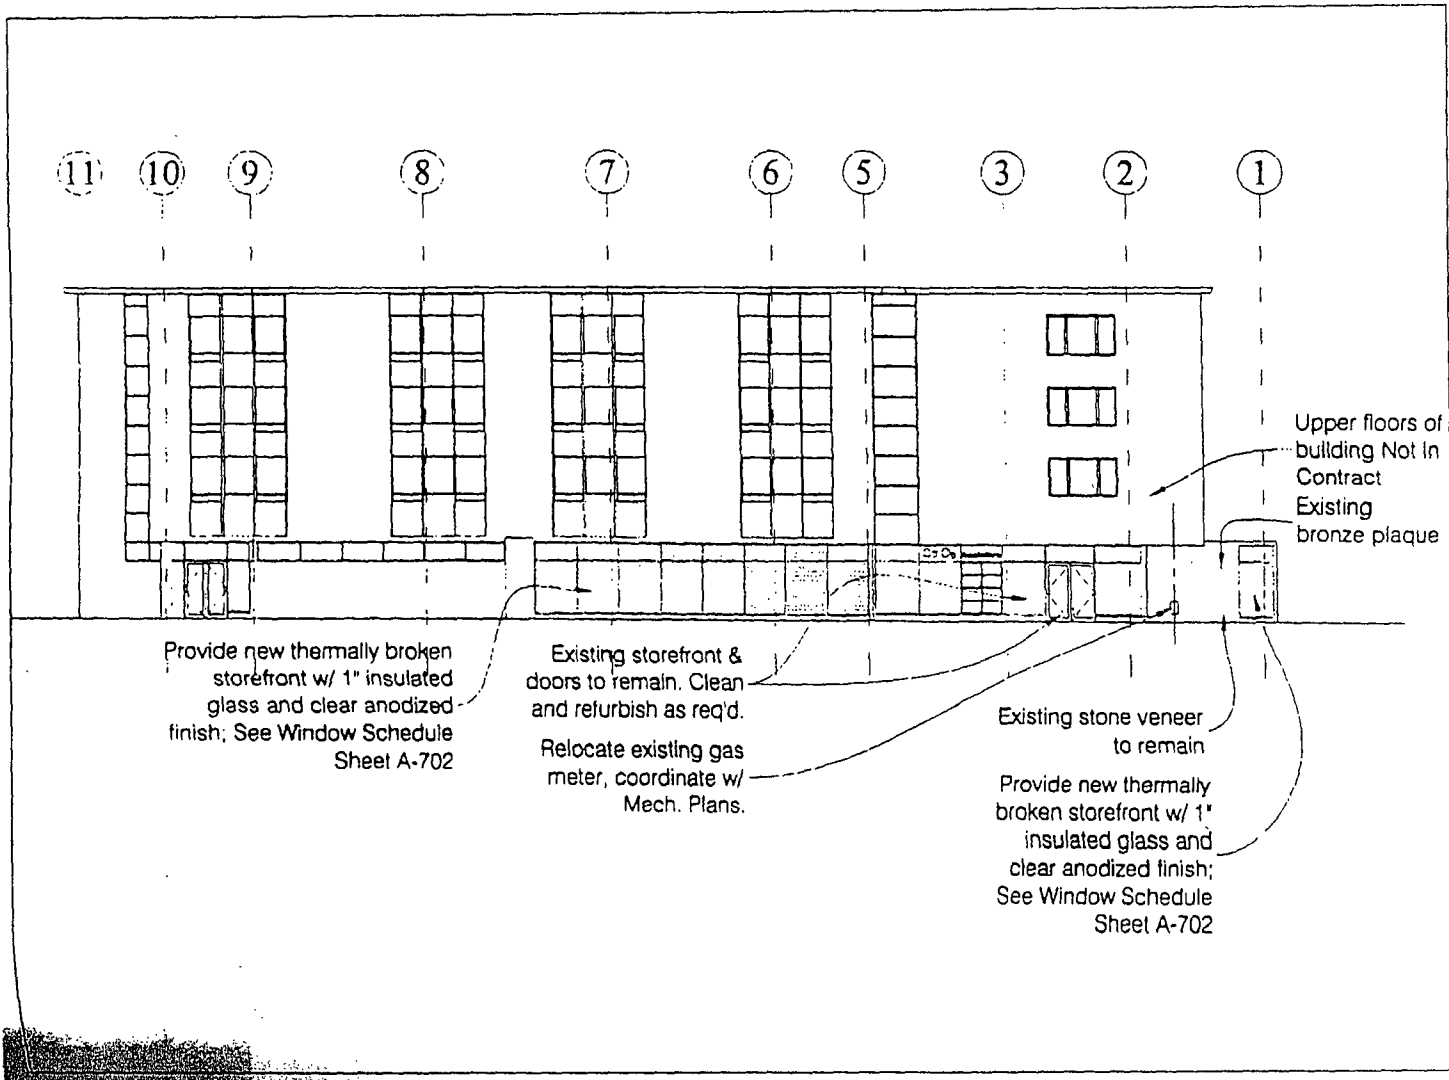 11 10 9 8 7 6 5 3 2 1
Upper floors of
building Not In
Contract
Existing
bronze plaque
Provide new thermally broken
storefront w/ 1" insulated
glass and clear anodized
finish; See Window Schedule
Sheet A-702
Existing storefront &
doors to remain. Clean
and refurbish as req'd.
Relocate existing gas
meter, coordinate w/
Mech. Plans.
Existing stone veneer
to remain
Provide new thermally
broken storefront w/ 1"
insulated glass and
clear anodized finish;
See Window Schedule
Sheet A-702